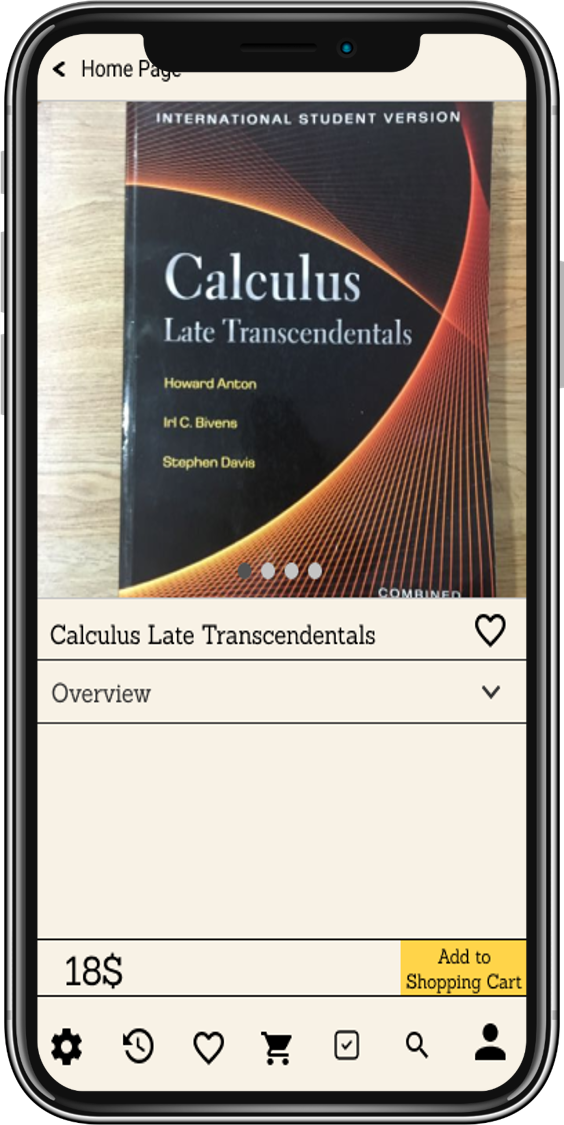 Home Page
INTERNATIONAL STUDENT VERSION
Calculus
Late Transcendentals
Howard Anton
Irl C. Bivens
Stephen Davis
COMBINED
Calculus Late Transcendentals
Overview
18$
Add to
Shopping Cart